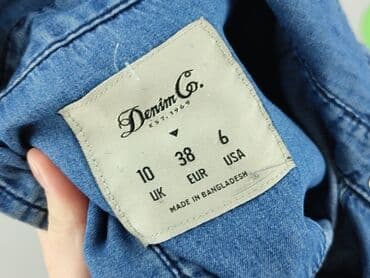 Denim Co.
EST. 1969
10 38 6
UK EUR USA
MADE IN BANGLADESH